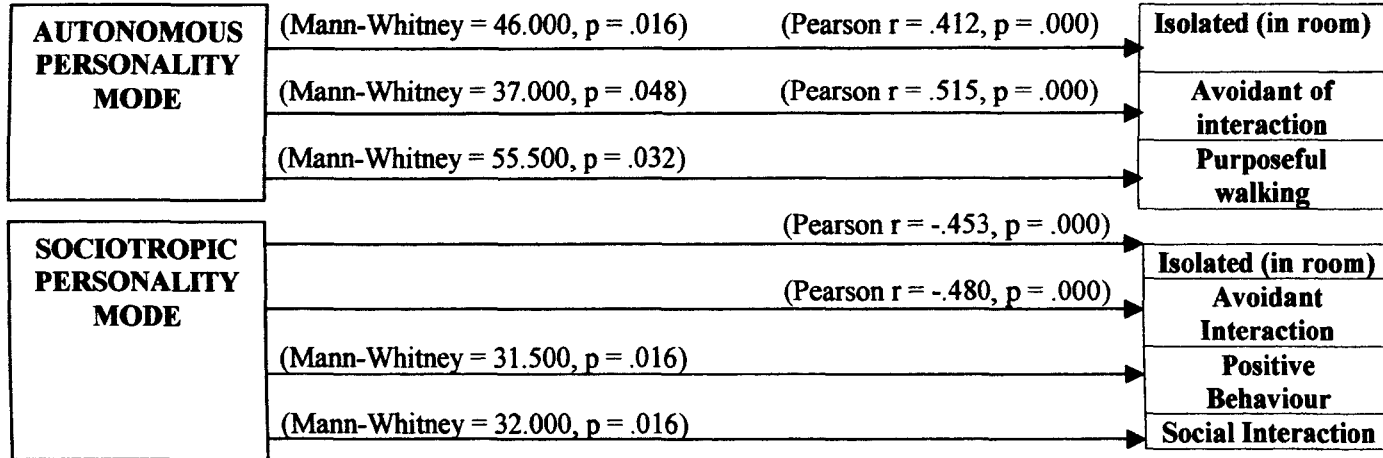 AUTONOMOUS
PERSONALITY
MODE
(Mann-Whitney = 46.000, p = .016) (Pearson r = .412, p = .000)
Isolated (in room)
(Mann-Whitney = 37.000, p = .048) (Pearson r = .515, p = .000)
Avoidant of
interaction
(Mann-Whitney = 55.500, p = .032)
Purposeful
walking
SOCIOTROPIC
PERSONALITY
MODE
(Pearson r = -.453, p = .000)
Isolated (in room)
(Pearson r = -.480, p = .000)
Avoidant
Interaction
(Mann-Whitney = 31.500, p = .016)
Positive
Behaviour
(Mann-Whitney = 32.000, p = .016)
Social Interaction